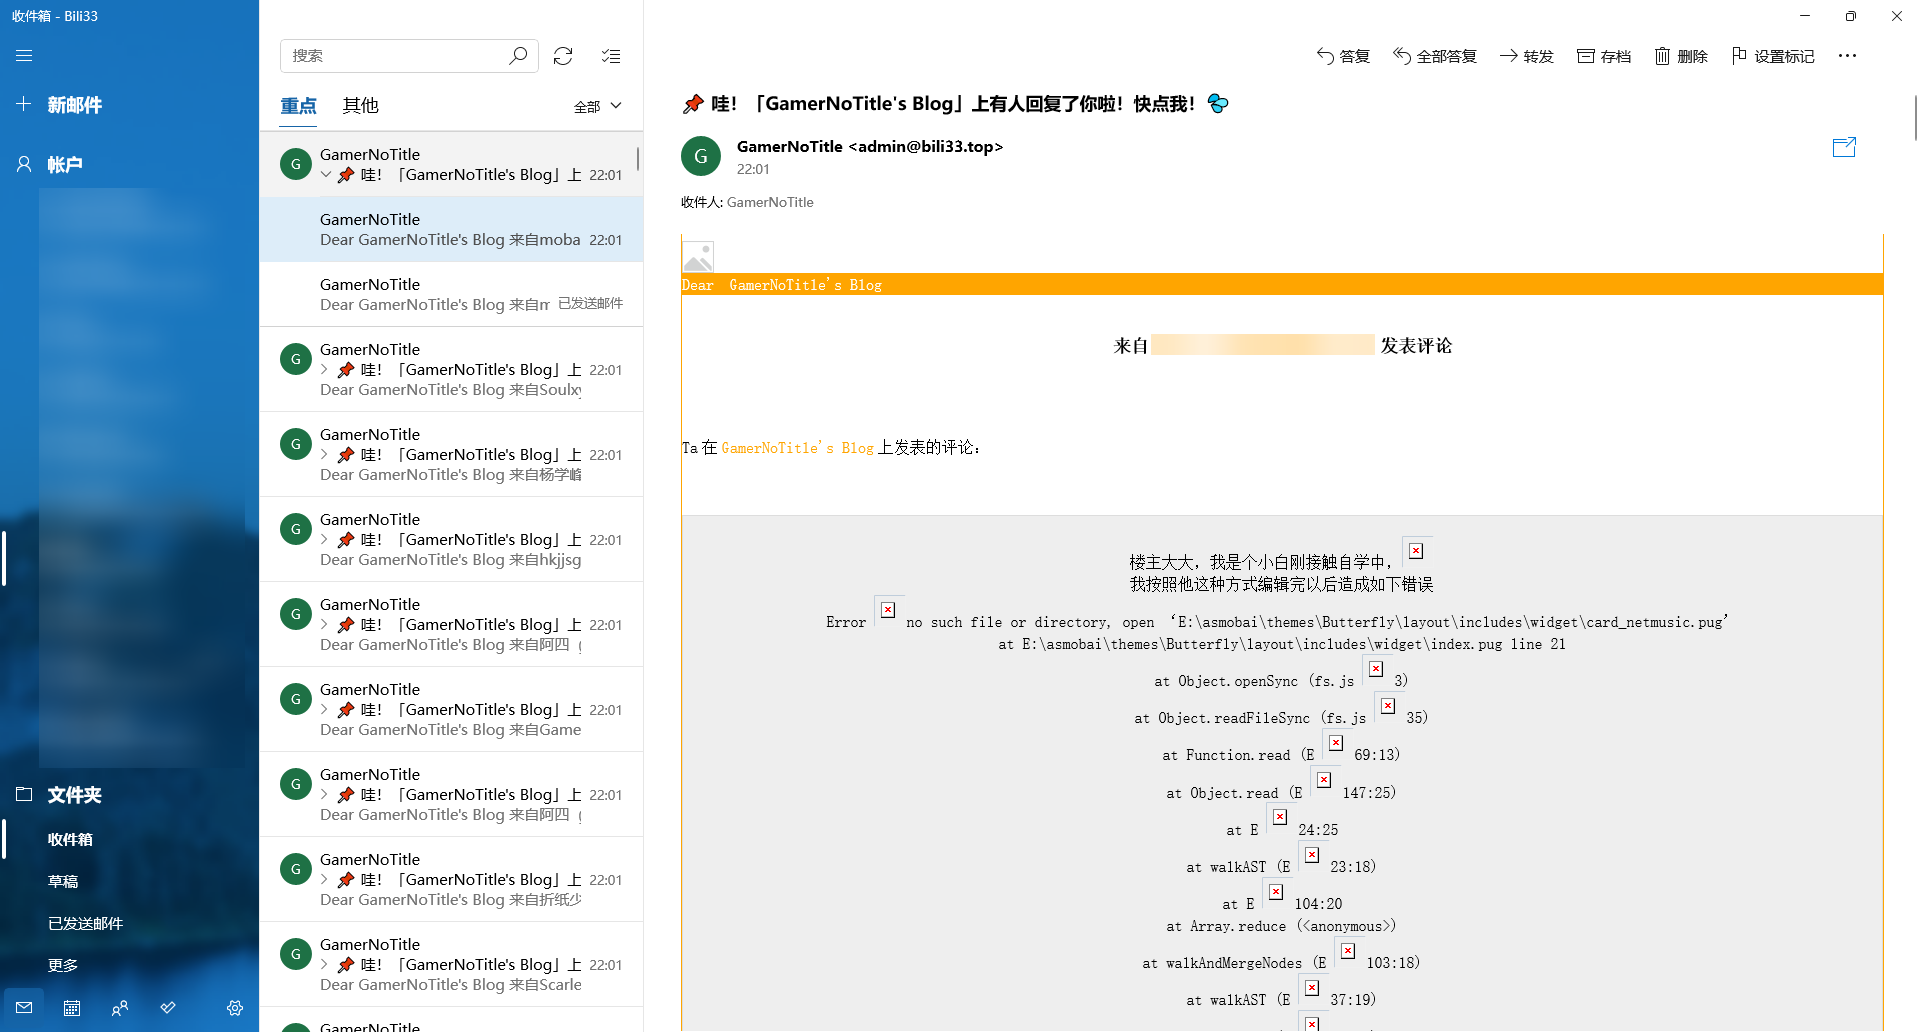 收件箱 - Bili33
新邮件
帐户
文件夹
收件箱
草稿
已发送邮件
更多
搜索
重点 其他 全部
G
GamerNoTitle
📌 哇！「GamerNoTitle's Blog」上 22:01
GamerNoTitle
Dear GamerNoTitle's Blog 来自moba 22:01
GamerNoTitle
Dear GamerNoTitle's Blog 来自m 已发送邮件
G
GamerNoTitle
📌 哇！「GamerNoTitle's Blog」上 22:01
Dear GamerNoTitle's Blog 来自Soulxy
G
GamerNoTitle
📌 哇！「GamerNoTitle's Blog」上 22:01
Dear GamerNoTitle's Blog 来自杨学峰
G
GamerNoTitle
📌 哇！「GamerNoTitle's Blog」上 22:01
Dear GamerNoTitle's Blog 来自hkjjsg
G
GamerNoTitle
📌 哇！「GamerNoTitle's Blog」上 22:01
Dear GamerNoTitle's Blog 来自阿四
G
GamerNoTitle
📌 哇！「GamerNoTitle's Blog」上 22:01
Dear GamerNoTitle's Blog 来自Game
G
GamerNoTitle
📌 哇！「GamerNoTitle's Blog」上 22:01
Dear GamerNoTitle's Blog 来自阿四
G
GamerNoTitle
📌 哇！「GamerNoTitle's Blog」上 22:01
Dear GamerNoTitle's Blog 来自折纸少
G
GamerNoTitle
📌 哇！「GamerNoTitle's Blog」上 22:01
Dear GamerNoTitle's Blog 来自Scarle
GamerNoTitle
答复 全部答复 转发 存档 删除 设置标记 ···
📌 哇！「GamerNoTitle's Blog」上有人回复了你啦！快点我！💦
G
GamerNoTitle <admin@bili33.top>
22:01
收件人: GamerNoTitle
Dear GamerNoTitle's Blog
来自 发表评论
Ta 在 GamerNoTitle's Blog 上发表的评论：
楼主大大，我是个小白刚接触自学中，
我按照他这种方式编辑完以后造成如下错误
Error no such file or directory, open ‘E:\asmobai\themes\Butterfly\layout\includes\widget\card_netmusic.pug’
at E:\asmobai\themes\Butterfly\layout\includes\widget\index.pug line 21
at Object.openSync (fs.js 3)
at Object.readFileSync (fs.js 35)
at Function.read (E 69:13)
at Object.read (E 147:25)
at E 24:25
at walkAST (E 23:18)
at E 104:20
at Array.reduce (<anonymous>)
at walkAndMergeNodes (E 103:18)
at walkAST (E 37:19)